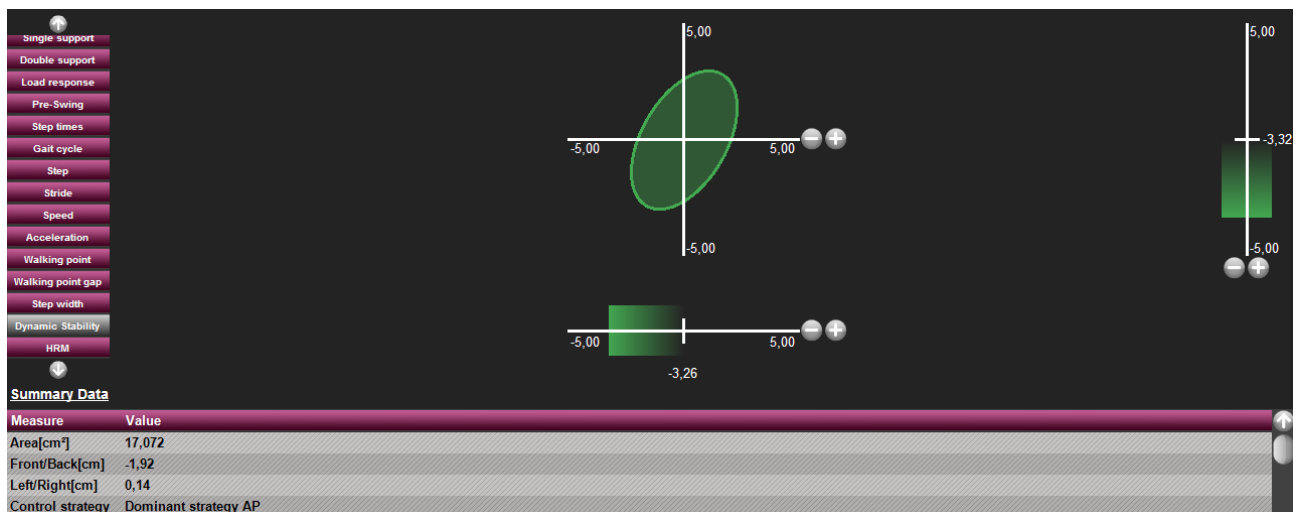 Single support
Double support
Load response
Pre-Swing
Step times
Gait cycle
Step
Stride
Speed
Acceleration
Walking point
Walking point gap
Step width
Dynamic Stability
HRM
5,00
-5,00
5,00
-5,00
5,00
-3,32
-5,00
-5,00
5,00
-3,26
Summary Data
Measure Value
Area[cm²] 17,072
Front/Back[cm] -1,92
Left/Right[cm] 0,14
Control strategy Dominant strategy AP